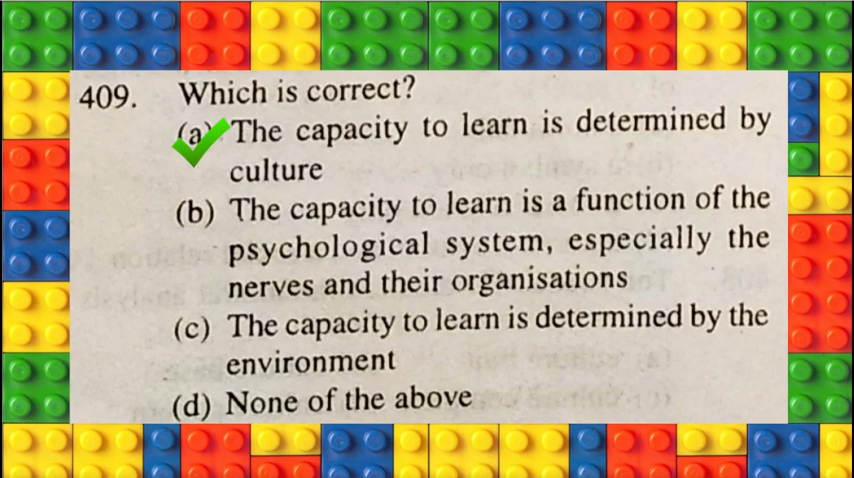 409. Which is correct?
(a) The capacity to learn is determined by
culture
(b) The capacity to learn is a function of the
psychological system, especially the
nerves and their organisations
(c) The capacity to learn is determined by the
environment
(d) None of the above